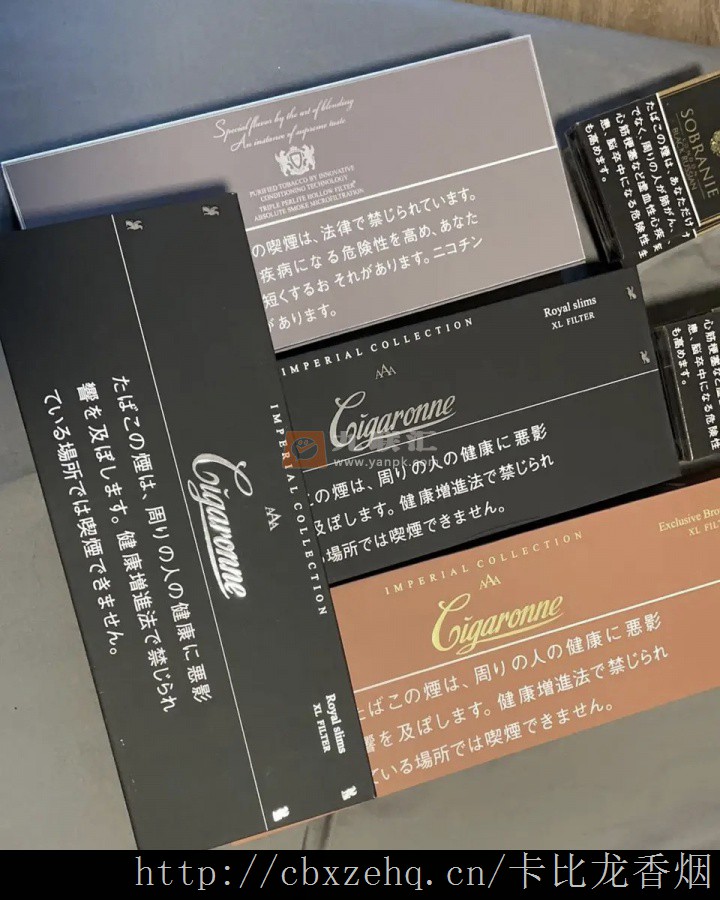 Special flavor by the art of blending
An instance of supreme taste
PURIFIED TOBACCO BY INNOVATIVE
CONDITIONING TECHNOLOGY
TRIPLE PERLITE HOLLOW FILTER®
ABSOLUTE SMOKE MICROFILTRATION
の喫煙は、法律で禁じられています。
疾病になる危険性を高め、あなた
短くするお それがあります。ニコチン
があります。
SOBRANIE
たばこの煙は、あなただけ
でなく、周りの人が肺がん、
心筋梗塞など虚血性心疾
患、脳卒中になる危険性
も高めます。
心筋梗塞など
患、脳卒中になる危険性
も高めます。
Royal slims
XL FILTER
IMPERIAL COLLECTION
Cigaronne
の煙は、周りの人の健康に悪影
及ぼします。健康増進法で禁じられ
場所では喫煙できません。
www.yanpk.com
IMPERIAL COLLECTION
Cigaronne
たばこの煙は、周りの人の健康に悪影
響を及ぼします。健康増進法で禁じられ
ている場所では喫煙できません。
Royal slims
XL FILTER
Exclusive Bro
XL FILT
IMPERIAL COLLECTION
Cigaronne
たばこの煙は、周りの人の健康に悪影
響を及ぼします。健康増進法で禁じられ
ている場所では喫煙できません。
http://cbxzehq.cn/卡比龙香烟